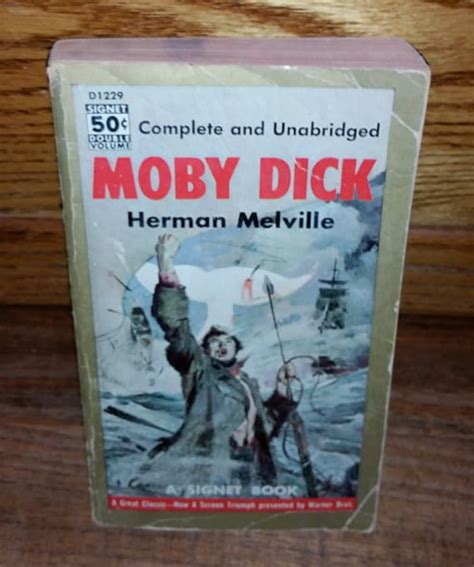 D1229
SIGNET
50¢
DOUBLE
VOLUME
Complete and Unabridged
MOBY DICK
Herman Melville
A SIGNET BOOK
A Great Classic—Now A Screen Triumph presented by Warner Bros.